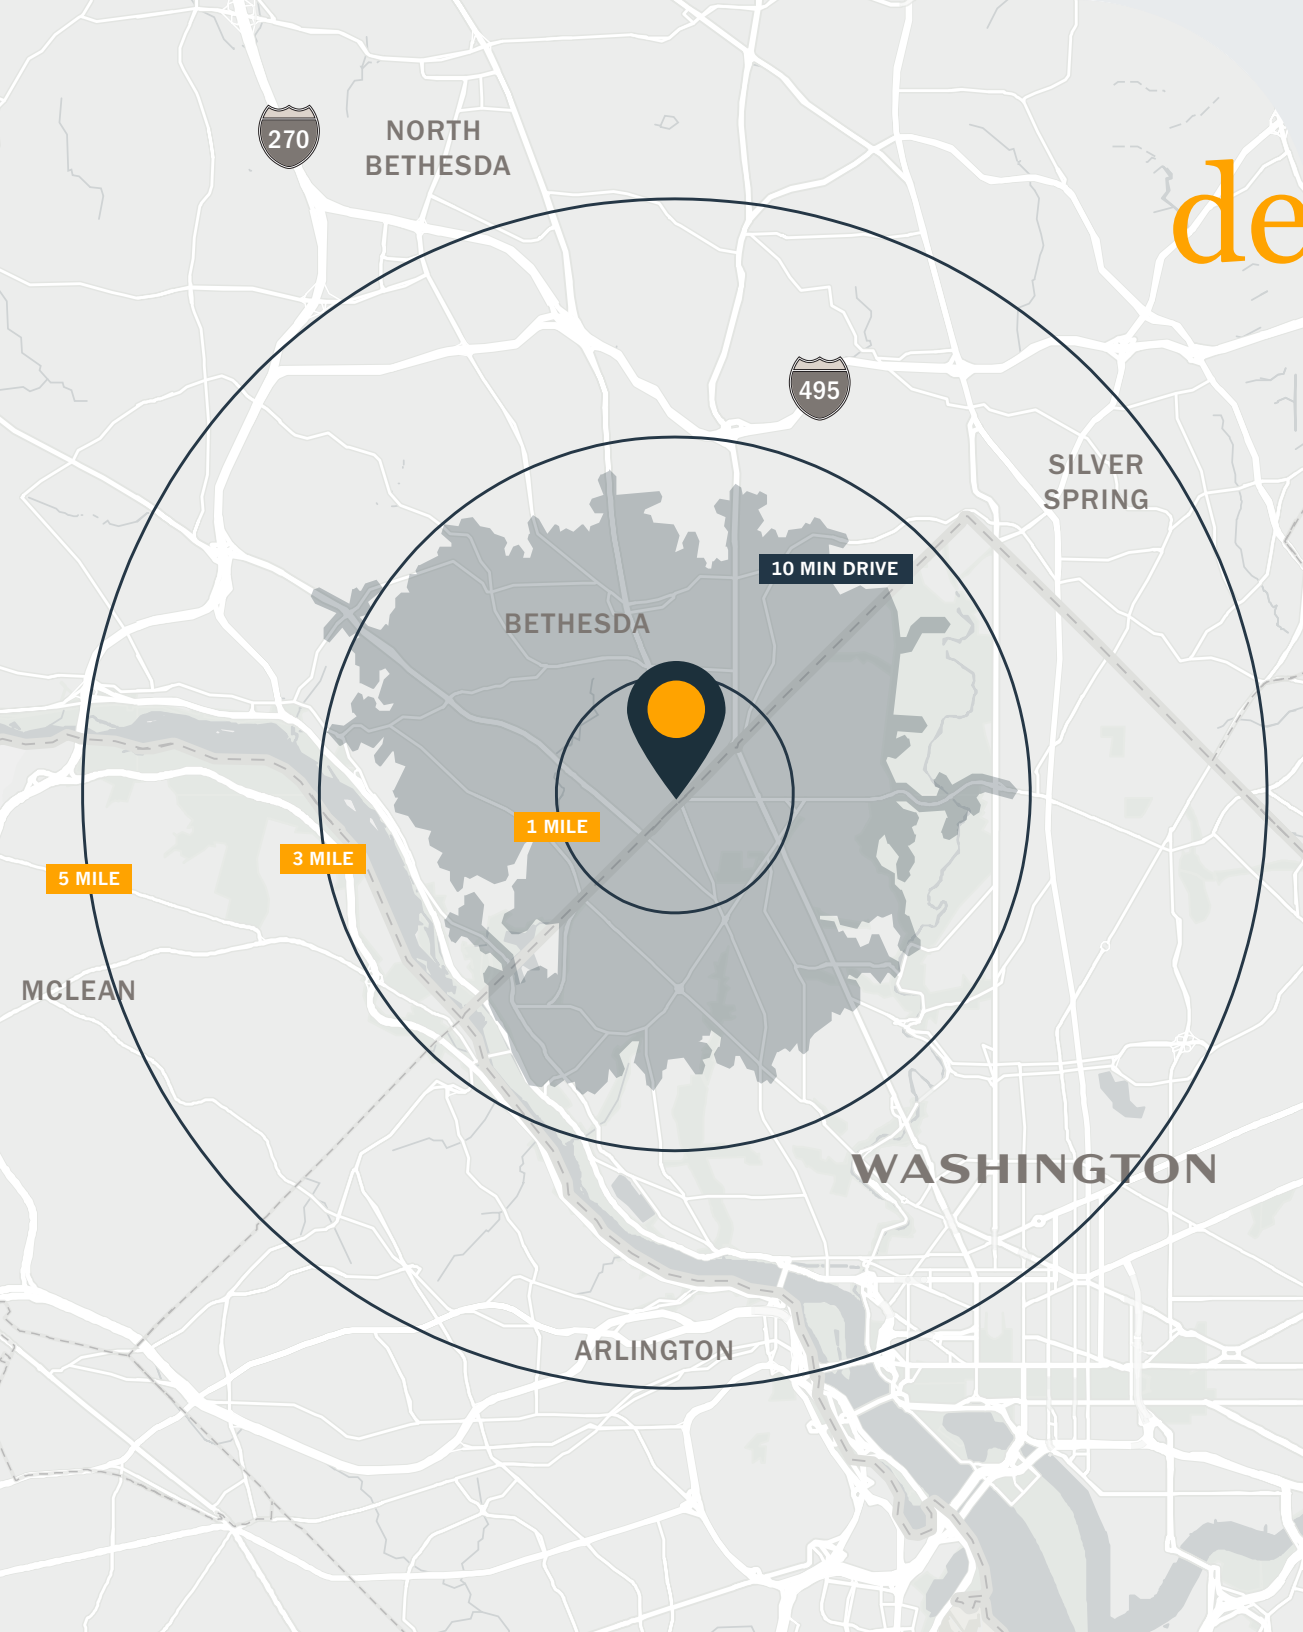 270
NORTH
BETHESDA
de
495
SILVER
SPRING
10 MIN DRIVE
BETHESDA
1 MILE
3 MILE
5 MILE
MCLEAN
WASHINGTON
ARLINGTON